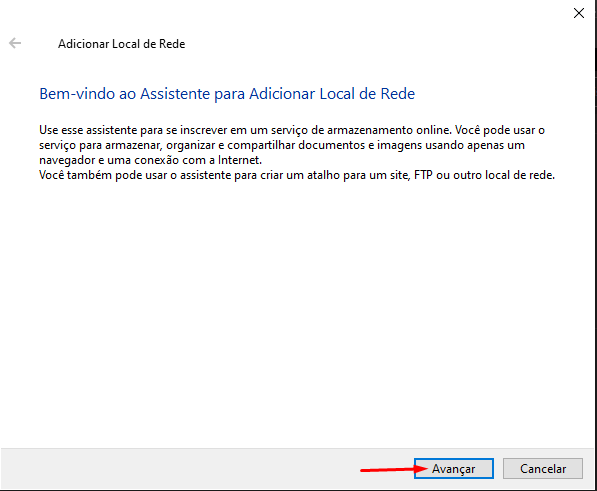 Adicionar Local de Rede
Bem-vindo ao Assistente para Adicionar Local de Rede
Use esse assistente para se inscrever em um serviço de armazenamento online. Você pode usar o
serviço para armazenar, organizar e compartilhar documentos e imagens usando apenas um
navegador e uma conexão com a Internet.
Você também pode usar o assistente para criar um atalho para um site, FTP ou outro local de rede.
Avançar
Cancelar